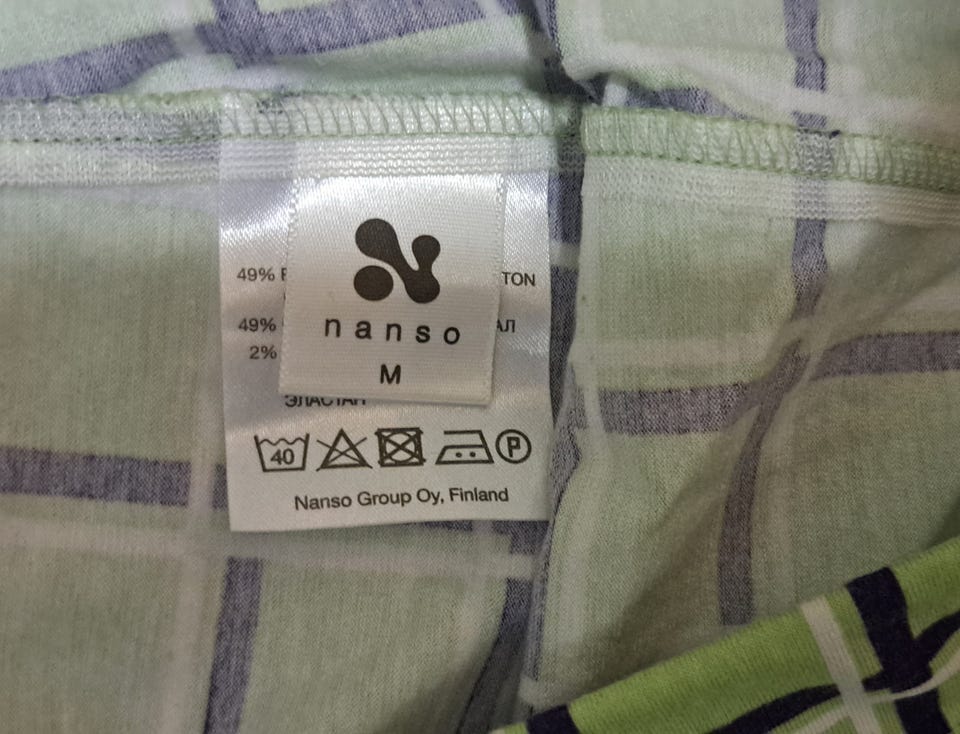 49%
TON
49%
АЛ
2%
nanso
M
ЭЛАСТАН
40
P
Nanso Group Oy, Finland